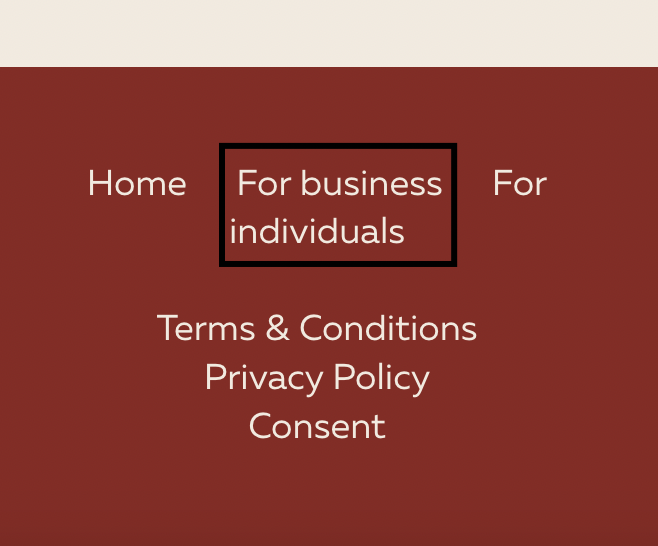 Home For business For
individuals
Terms & Conditions
Privacy Policy
Consent